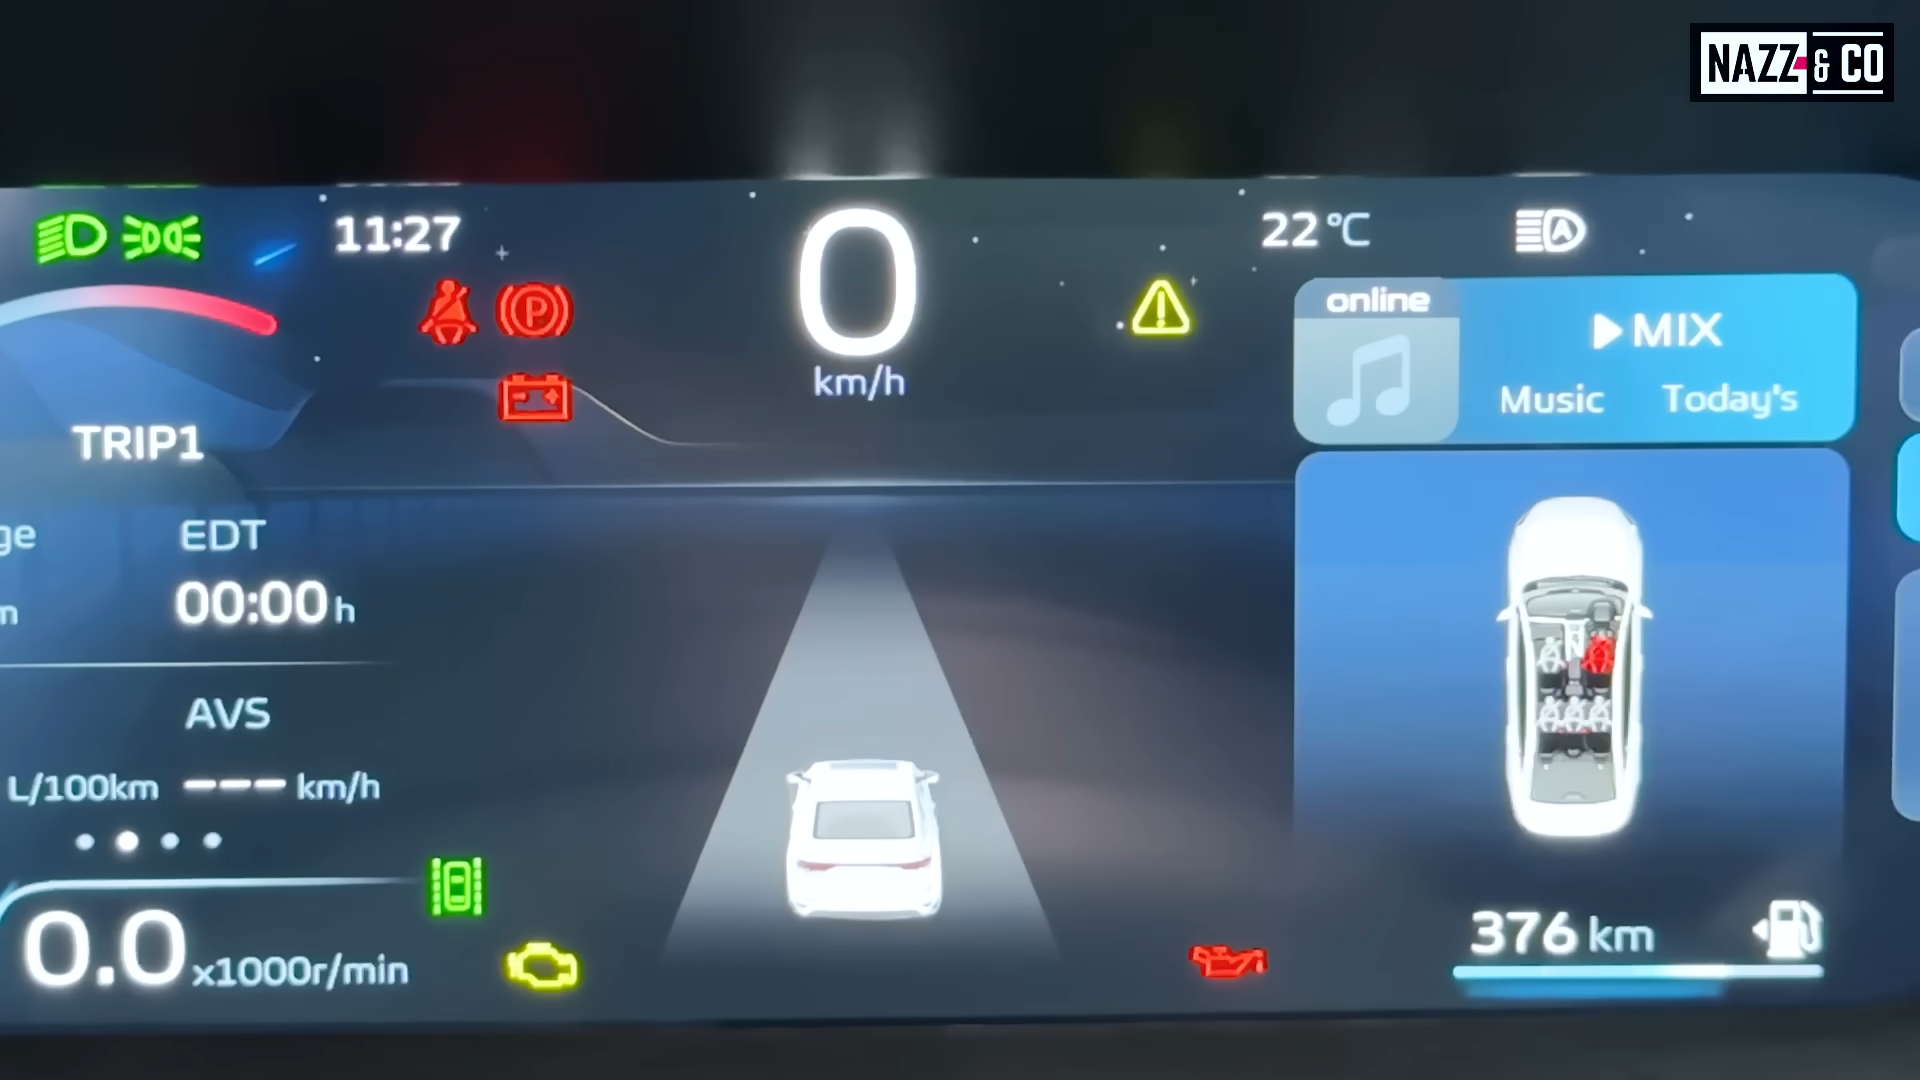 NAZZ & CO
11:27
0
km/h
22 °C
A
P
online
MIX
Music Today's
TRIP1
ge
EDT
00:00 h
m
AVS
L/100km --- km/h
0.0 x1000r/min
376 km